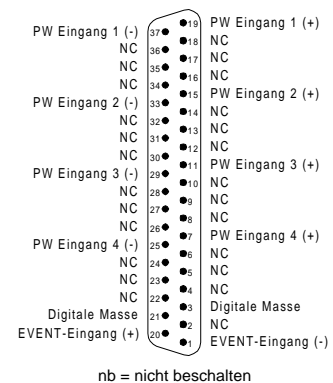 PW Eingang 1 (-) 37 19 PW Eingang 1 (+)
NC 36 18 NC
NC 35 17 NC
NC 34 16 NC
PW Eingang 2 (-) 33 15 PW Eingang 2 (+)
NC 32 14 NC
NC 31 13 NC
NC 30 12 NC
PW Eingang 3 (-) 29 11 PW Eingang 3 (+)
NC 28 10 NC
NC 27 9 NC
NC 26 8 NC
PW Eingang 4 (-) 25 7 PW Eingang 4 (+)
NC 24 6 NC
NC 23 5 NC
NC 22 4 NC
Digitale Masse 21 3 Digitale Masse
EVENT-Eingang (+) 20 2 NC
1 EVENT-Eingang (-)
nb = nicht beschalten